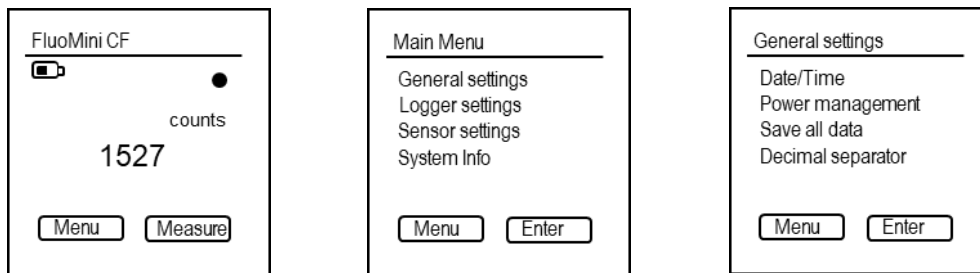 FluoMini CF
counts
1527
Menu Measure
Main Menu
General settings
Logger settings
Sensor settings
System Info
Menu Enter
General settings
Date/Time
Power management
Save all data
Decimal separator
Menu Enter